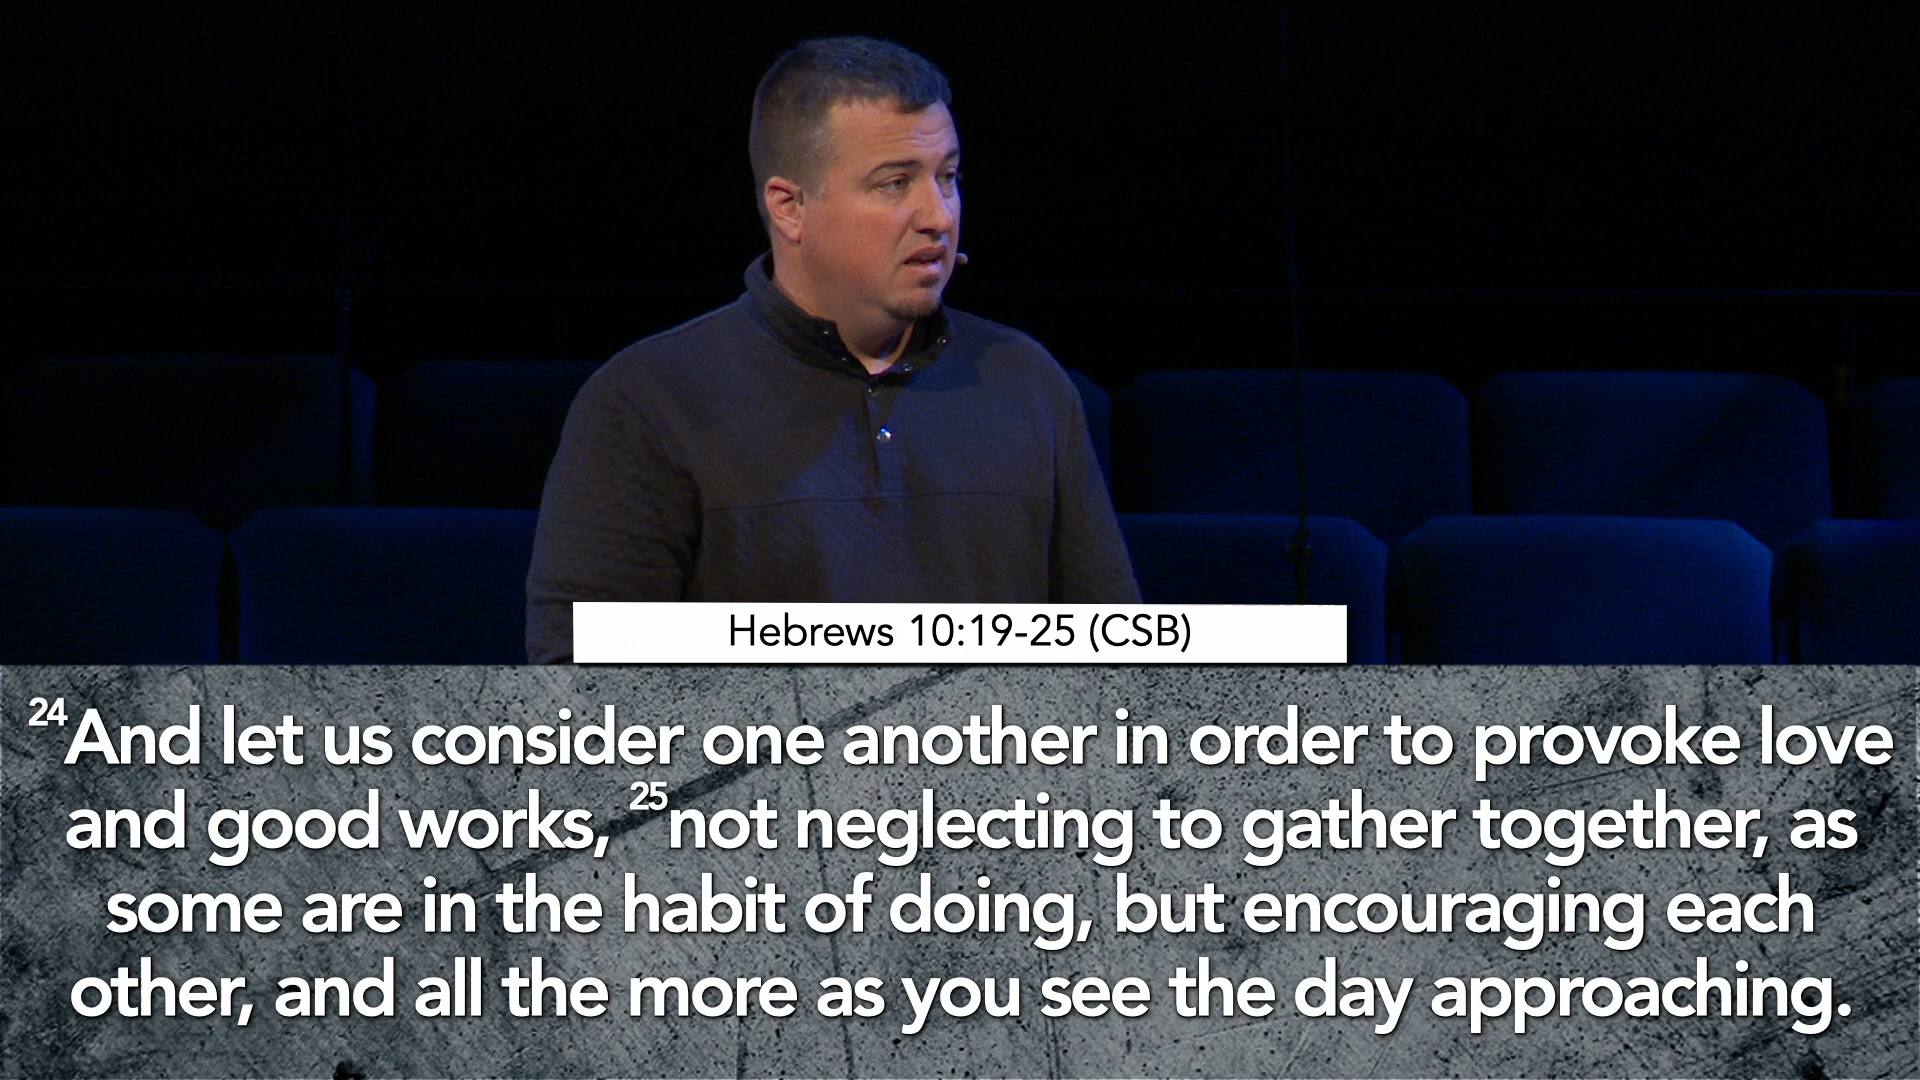 Hebrews 10:19-25 (CSB)
24And let us consider one another in order to provoke love
and good works, 25not neglecting to gather together, as
some are in the habit of doing, but encouraging each
other, and all the more as you see the day approaching.